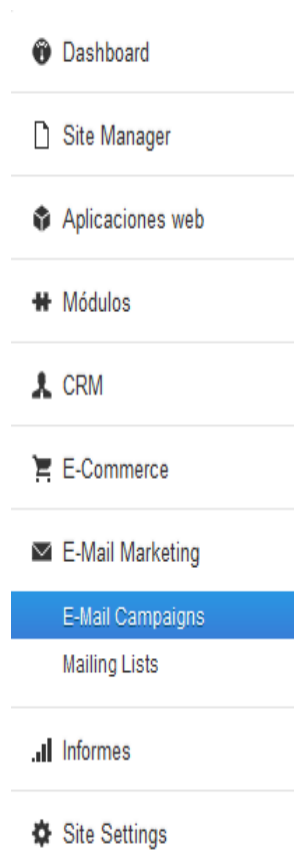 Dashboard
Site Manager
Aplicaciones web
Módulos
CRM
E-Commerce
E-Mail Marketing
E-Mail Campaigns
Mailing Lists
Informes
Site Settings